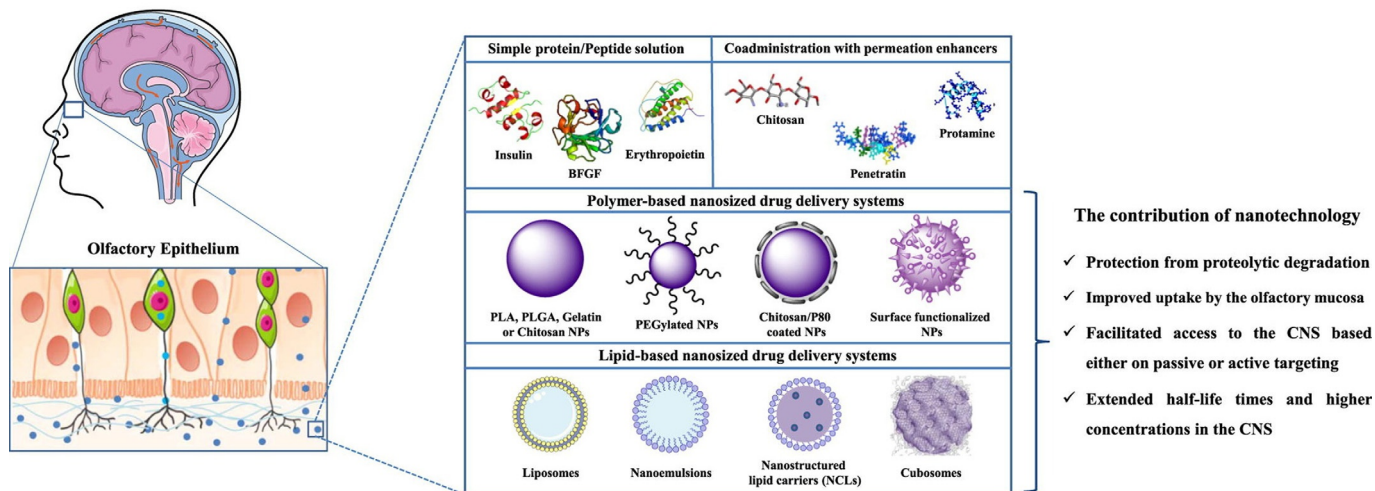 Olfactory Epithelium
Simple protein/Peptide solution
Insulin
BFGF
Erythropoietin
Coadministration with permeation enhancers
Chitosan
Penetratin
Protamine
Polymer-based nanosized drug delivery systems
PLA, PLGA, Gelatin
or Chitosan NPs
PEGylated NPs
Chitosan/P80
coated NPs
Surface functionalized
NPs
Lipid-based nanosized drug delivery systems
Liposomes
Nanoemulsions
Nanostructured
lipid carriers (NCLs)
Cubosomes
The contribution of nanotechnology
✓ Protection from proteolytic degradation
✓ Improved uptake by the olfactory mucosa
✓ Facilitated access to the CNS based
either on passive or active targeting
✓ Extended half-life times and higher
concentrations in the CNS